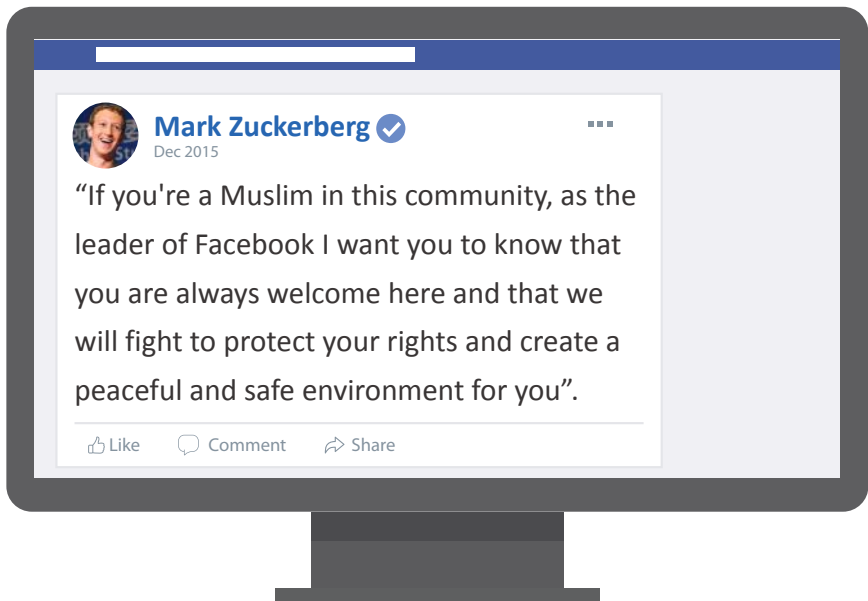 Mark Zuckerberg
Dec 2015
“If you're a Muslim in this community, as the
leader of Facebook I want you to know that
you are always welcome here and that we
will fight to protect your rights and create a
peaceful and safe environment for you”.
Like Comment Share